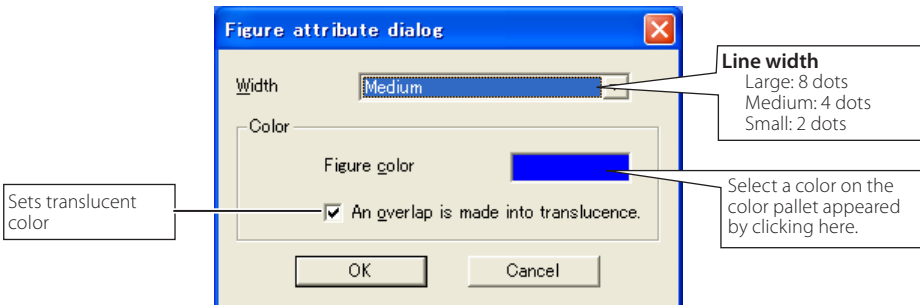 Figure attribute dialog
Width
Medium
Line width
Large: 8 dots
Medium: 4 dots
Small: 2 dots
Color
Figure color
Select a color on the
color pallet appeared
by clicking here.
Sets translucent
color
An overlap is made into translucence.
OK
Cancel